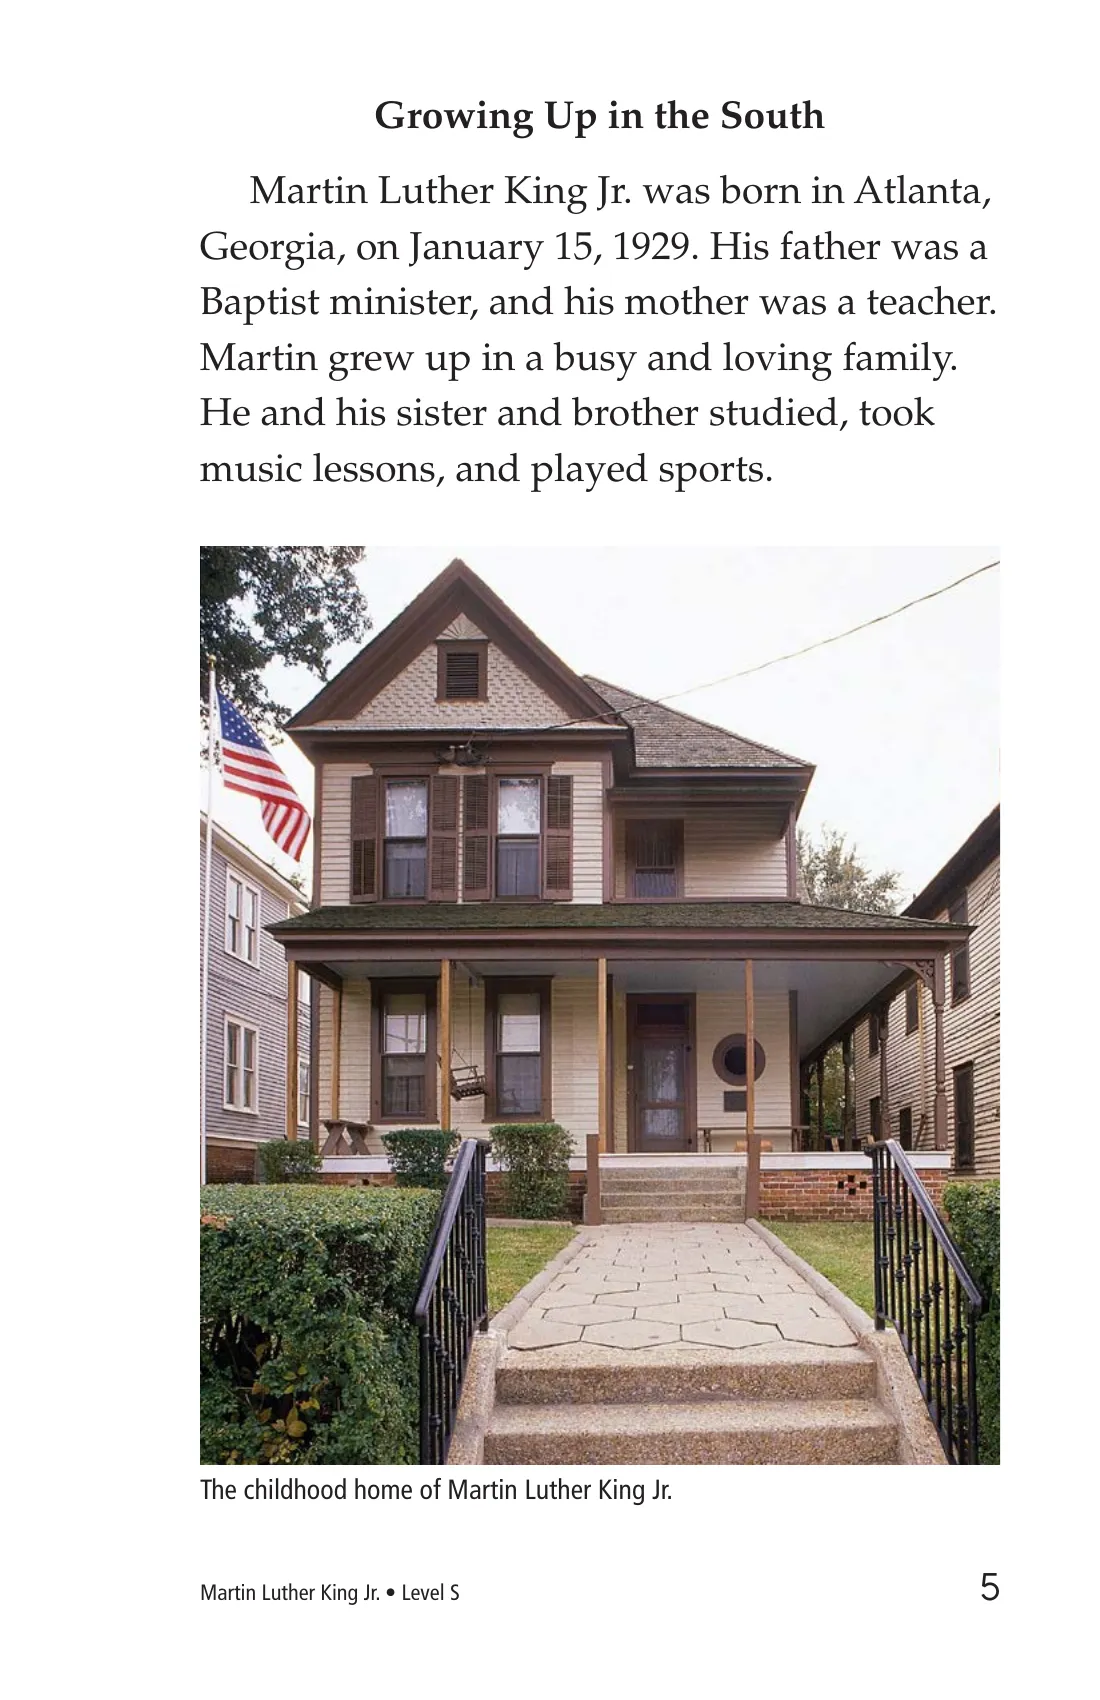 Growing Up in the South
Martin Luther King Jr. was born in Atlanta,
Georgia, on January 15, 1929. His father was a
Baptist minister, and his mother was a teacher.
Martin grew up in a busy and loving family.
He and his sister and brother studied, took
music lessons, and played sports.
The childhood home of Martin Luther King Jr.
Martin Luther King Jr. • Level S
5